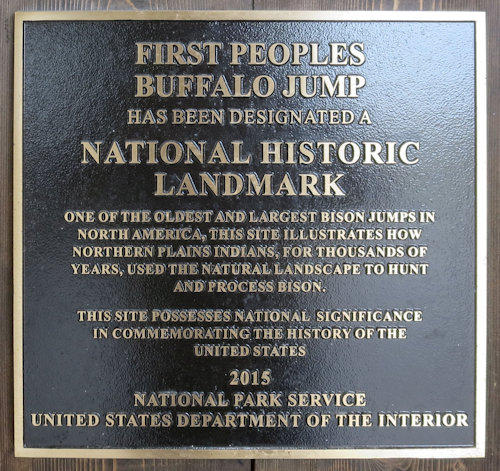 FIRST PEOPLES
BUFFALO JUMP
HAS BEEN DESIGNATED A
NATIONAL HISTORIC
LANDMARK
ONE OF THE OLDEST AND LARGEST BISON JUMPS IN
NORTH AMERICA, THIS SITE ILLUSTRATES HOW
NORTHERN PLAINS INDIANS, FOR THOUSANDS OF
YEARS, USED THE NATURAL LANDSCAPE TO HUNT
AND PROCESS BISON.
THIS SITE POSSESSES NATIONAL SIGNIFICANCE
IN COMMEMORATING THE HISTORY OF THE
UNITED STATES
2015
NATIONAL PARK SERVICE
UNITED STATES DEPARTMENT OF THE INTERIOR